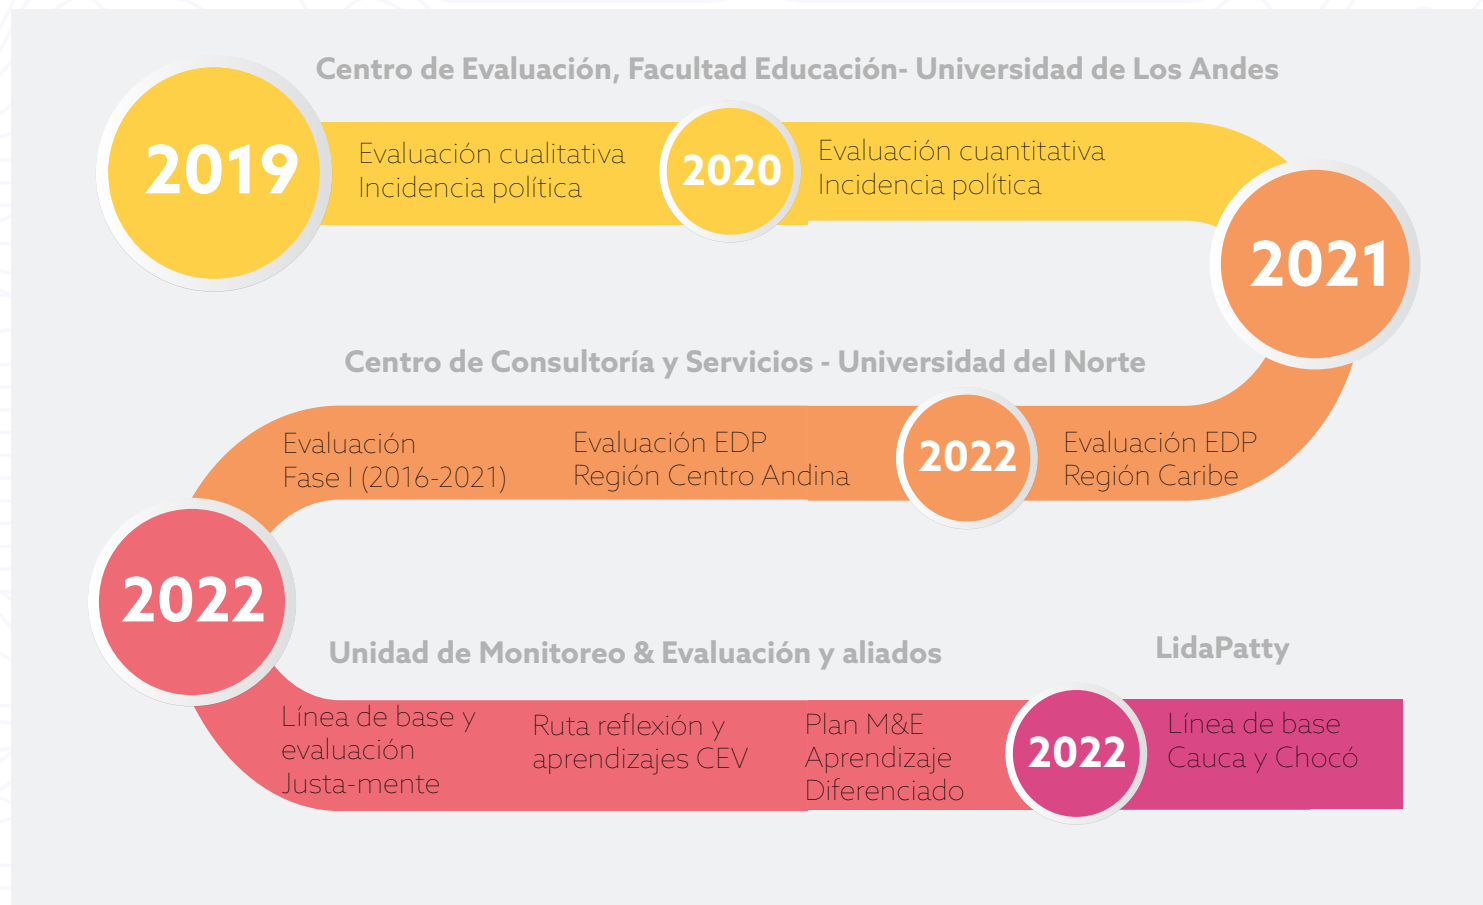 Centro de Evaluación, Facultad Educación- Universidad de Los Andes
2019
Evaluación cualitativa
Incidencia política
2020
Evaluación cuantitativa
Incidencia política
2021
Centro de Consultoría y Servicios - Universidad del Norte
Evaluación
Fase I (2016-2021)
Evaluación EDP
Región Centro Andina
2022
Evaluación EDP
Región Caribe
2022
Unidad de Monitoreo & Evaluación y aliados
LidaPatty
Línea de base y
evaluación
Justa-mente
Ruta reflexión y
aprendizajes CEV
Plan M&E
Aprendizaje
Diferenciado
2022
Línea de base
Cauca y Chocó